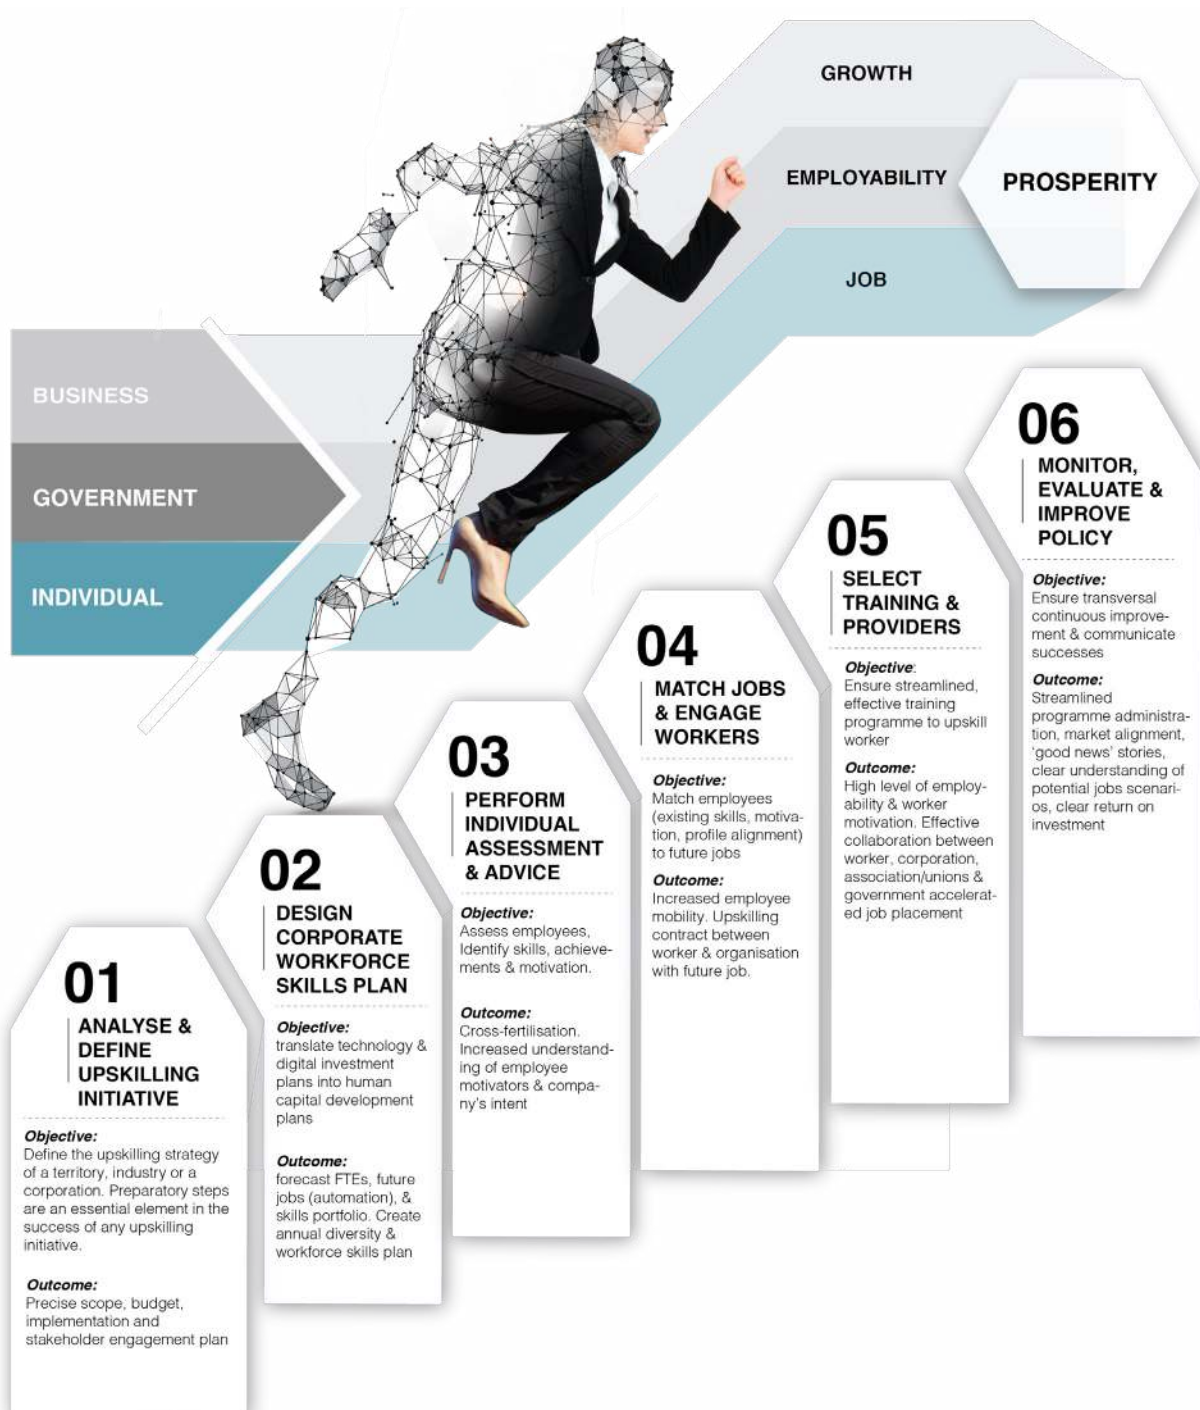 GROWTH
EMPLOYABILITY
PROSPERITY
JOB
BUSINESS
GOVERNMENT
INDIVIDUAL
01
ANALYSE &
DEFINE
UPSKILLING
INITIATIVE
Objective:
Define the upskilling strategy
of a territory, industry or a
corporation. Preparatory steps
are an essential element in the
success of any upskilling
initiative.
Outcome:
Precise scope, budget,
implementation and
stakeholder engagement plan
02
DESIGN
CORPORATE
WORKFORCE
SKILLS PLAN
Objective:
translate technology &
digital investment
plans into human
capital development
plans
Outcome:
forecast FTEs, future
jobs (automation), &
skills portfolio. Create
annual diversity &
workforce skills plan
03
PERFORM
INDIVIDUAL
ASSESSMENT
& ADVICE
Objective:
Assess employees,
Identify skills, achieve-
ments & motivation.
Outcome:
Cross-fertilisation.
Increased understand-
ing of employee
motivators & compa-
ny's intent
04
MATCH JOBS
& ENGAGE
WORKERS
Objective:
Match employees
(existing skills, motiva-
tion, profile alignment)
to future jobs
Outcome:
Increased employee
mobility. Upskilling
contract between
worker & organisation
with future job.
05
SELECT
TRAINING &
PROVIDERS
Objective:
Ensure streamlined,
effective training
programme to upskill
worker
Outcome:
High level of employ-
ability & worker
motivation. Effective
collaboration between
worker, corporation,
association/unions &
government accelerat-
ed job placement
06
MONITOR,
EVALUATE &
IMPROVE
POLICY
Objective:
Ensure transversal
continuous improve-
ment & communicate
successes
Outcome:
Streamlined
programme administra-
tion, market alignment,
'good news' stories,
clear understanding of
potential jobs scenari-
os, clear return on
investment